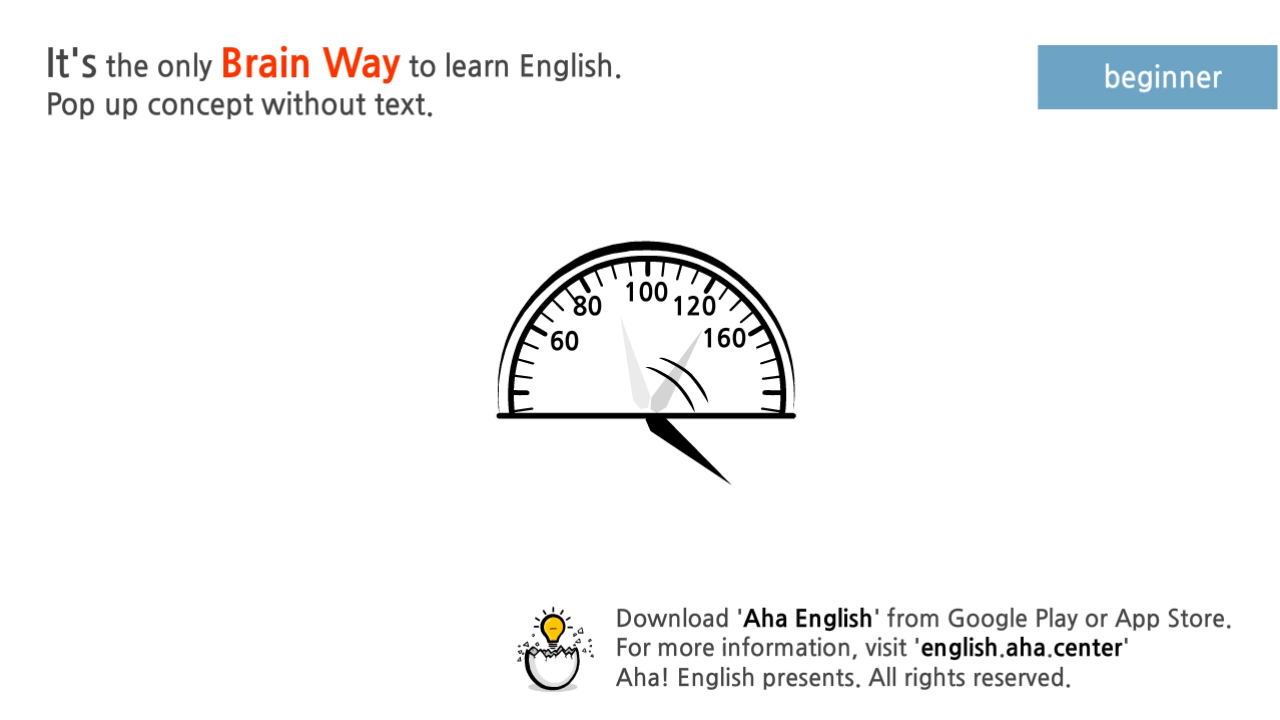 It's the only Brain Way to learn English.
Pop up concept without text.
beginner
60
80
100
120
160
Download 'Aha English' from Google Play or App Store.
For more information, visit 'english.aha.center'
Aha! English presents. All rights reserved.